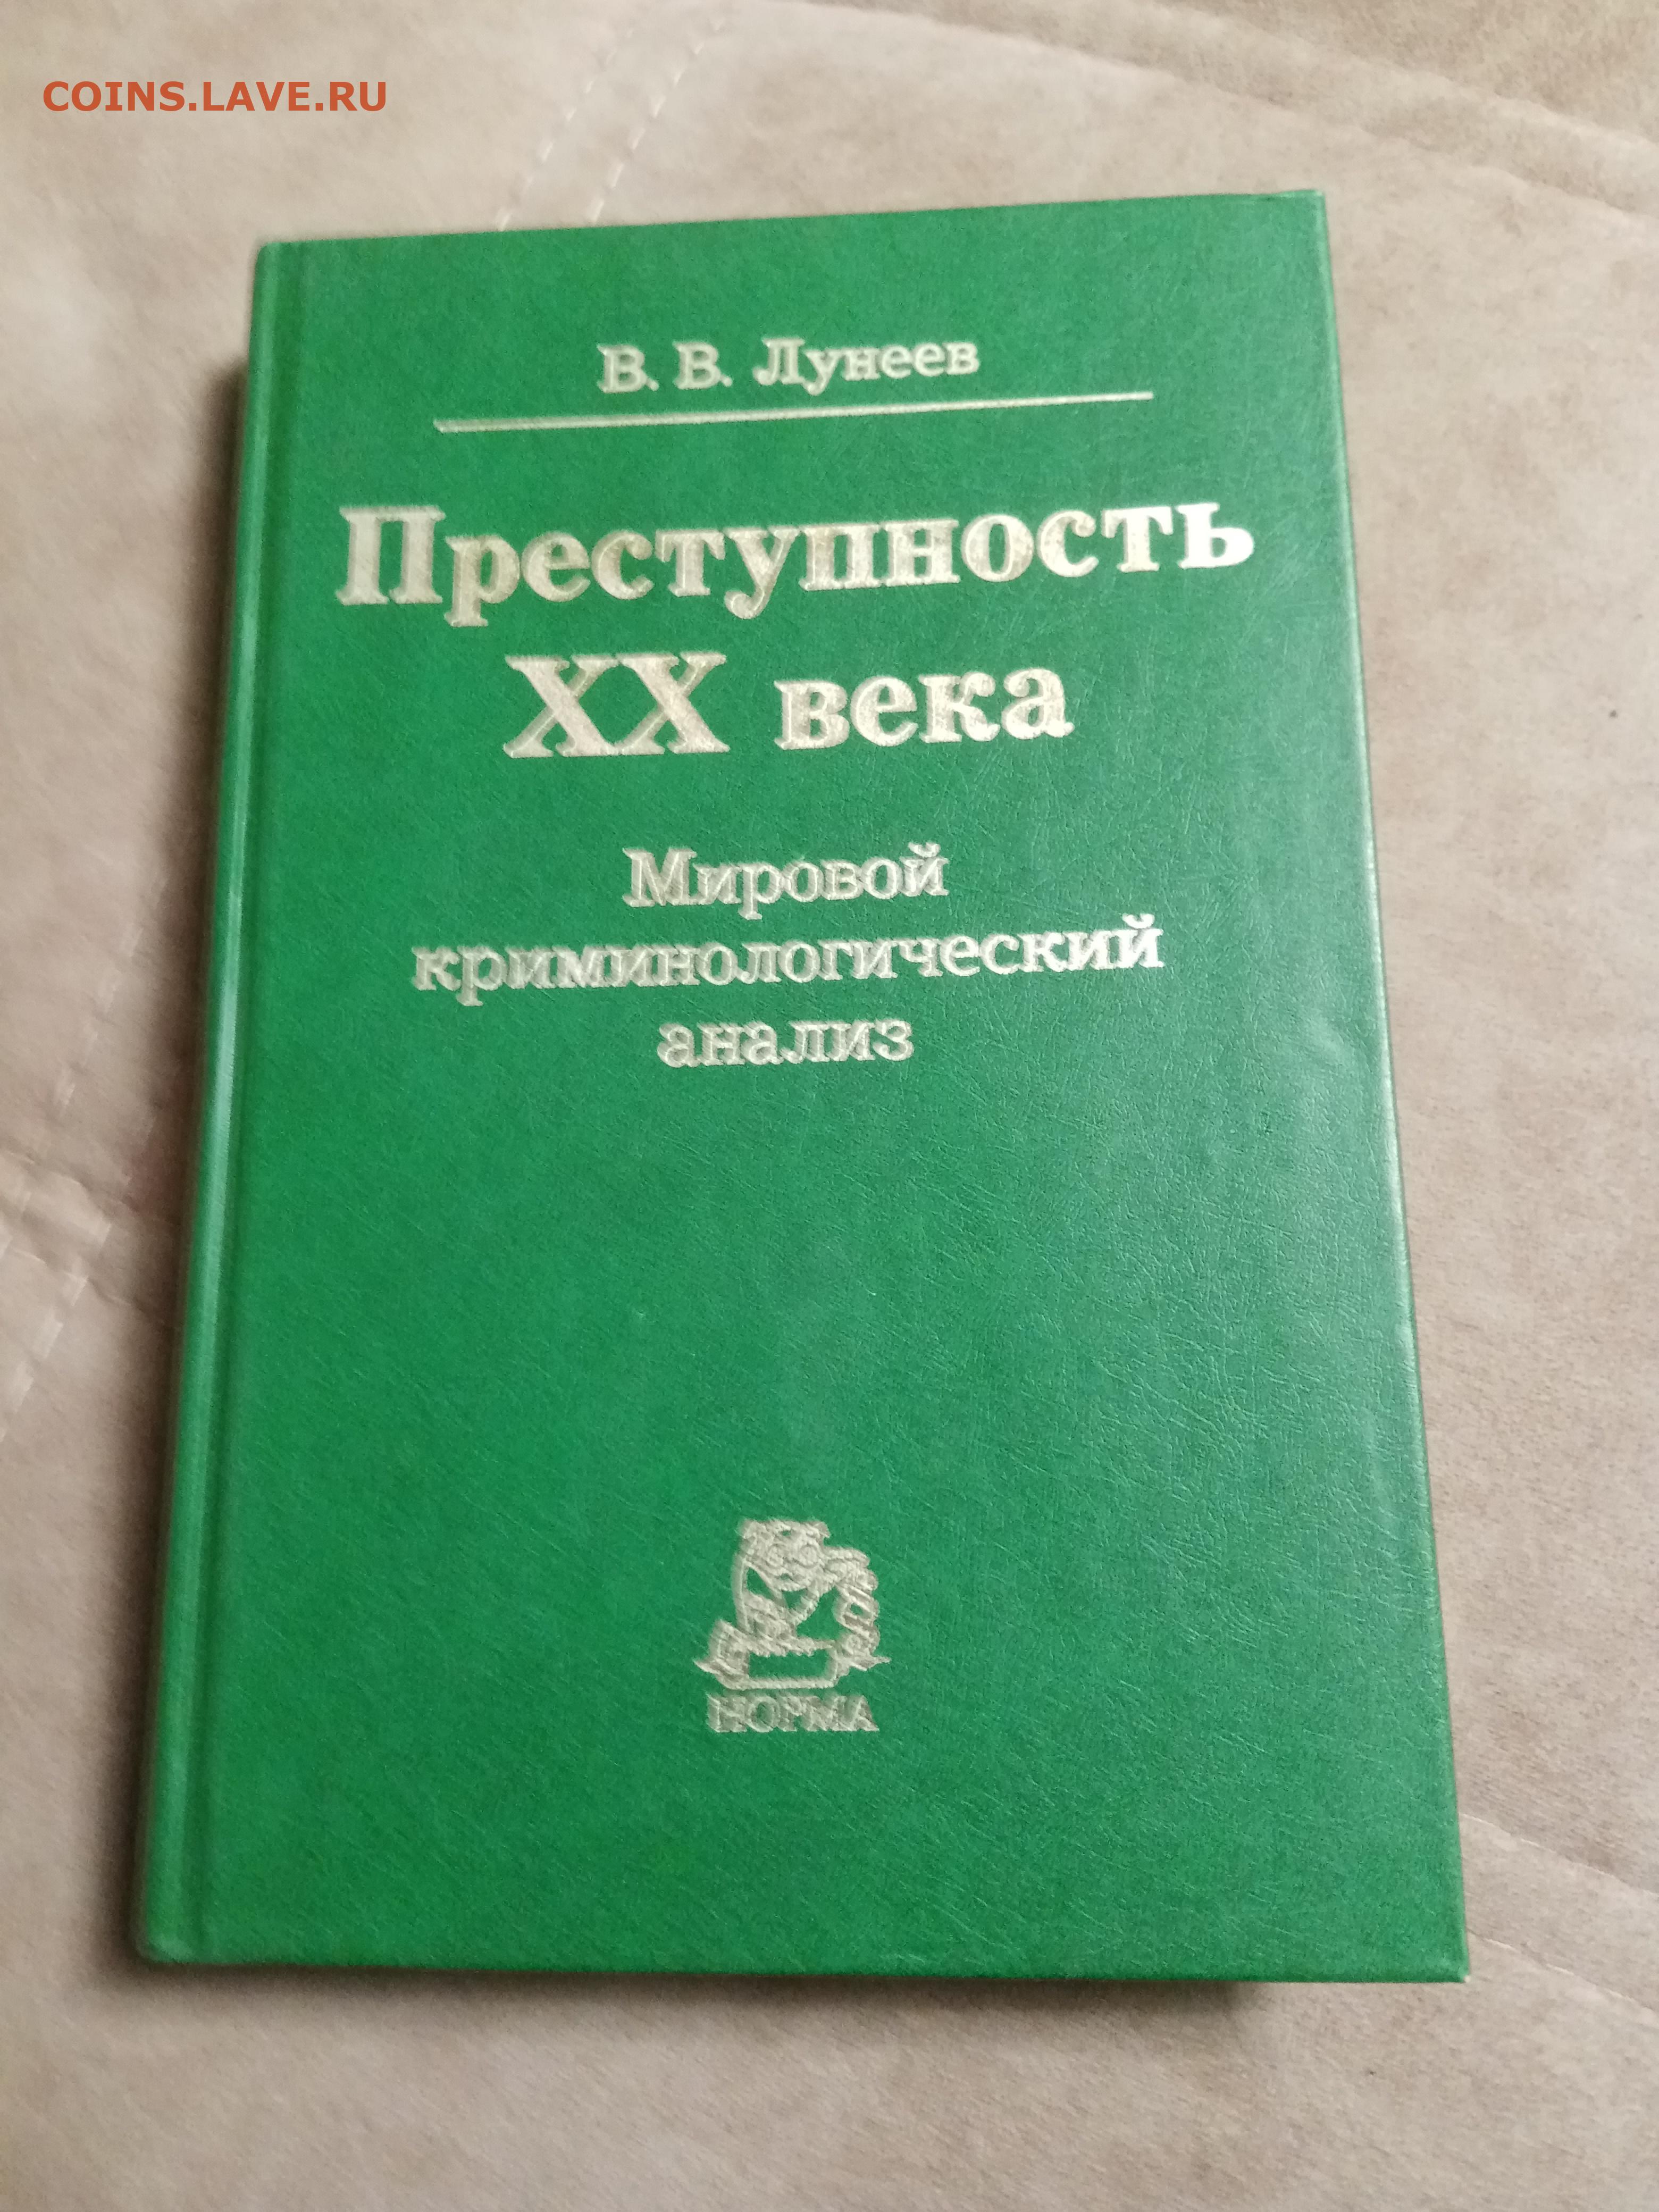 COINS.LAVE.RU
В. В. Лунеев
Преступность
XX века
Мировой
криминологический
анализ
НОРМА